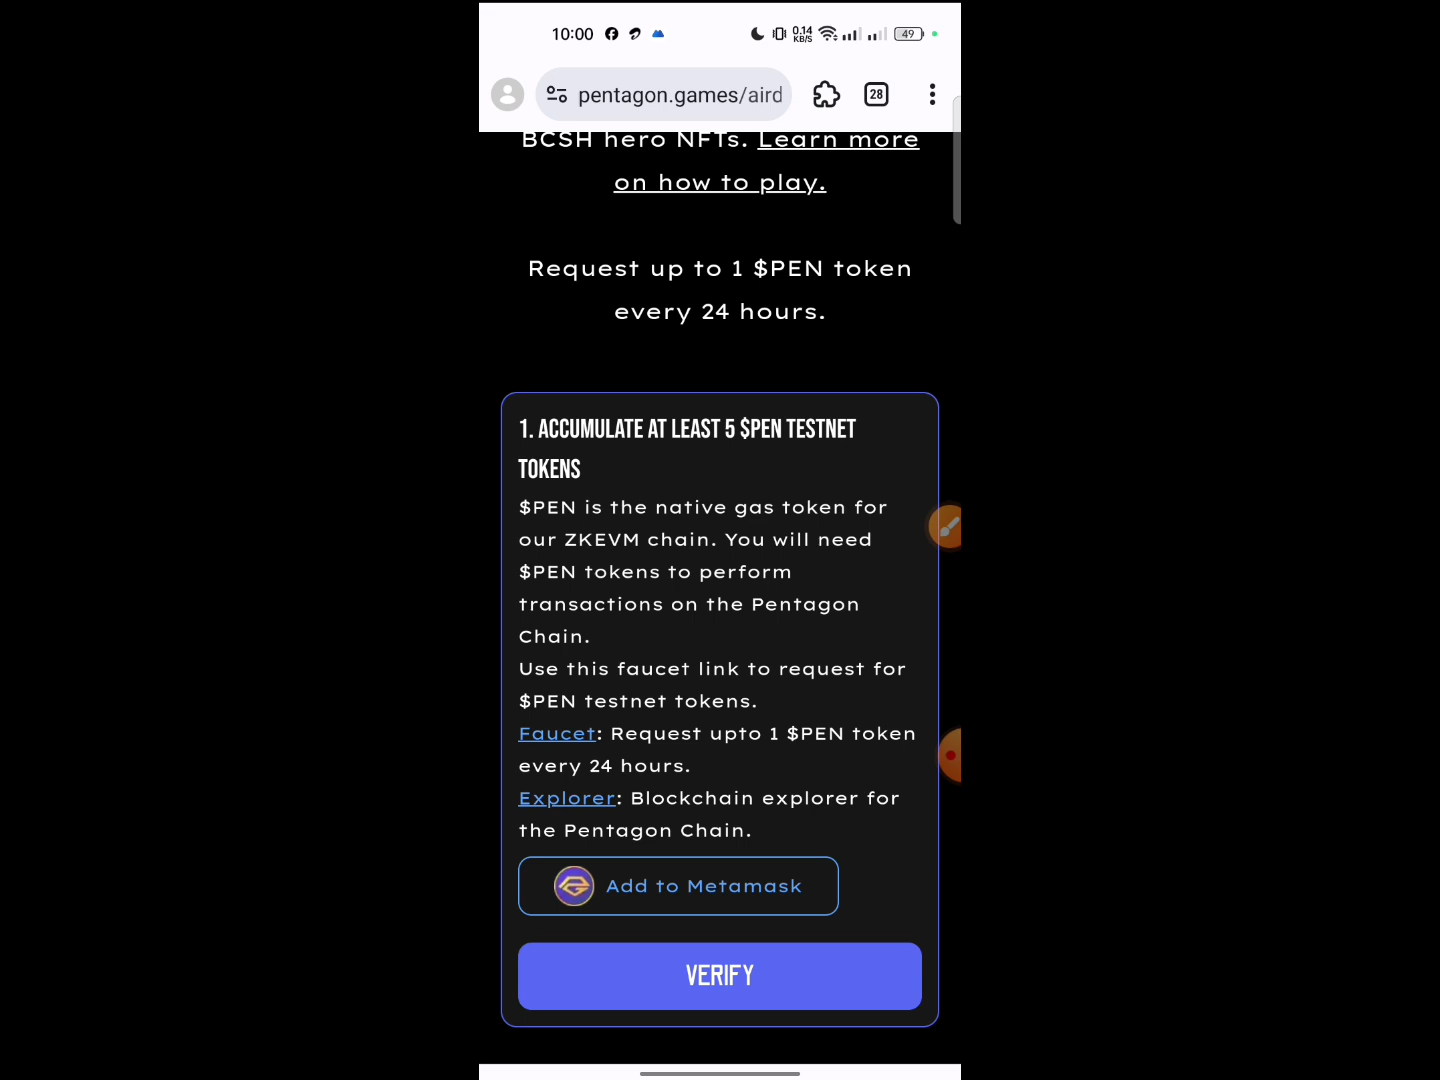 10:00
0.14
KB/S
49
pentagon.games/aird
28
BCSH hero NFTs. Learn more
on how to play.
Request up to 1 $PEN token
every 24 hours.
1. ACCUMULATE AT LEAST 5 $PEN TESTNET
TOKENS
$PEN is the native gas token for
our ZKEVM chain. You will need
$PEN tokens to perform
transactions on the Pentagon
Chain.
Use this faucet link to request for
$PEN testnet tokens.
Faucet: Request upto 1 $PEN token
every 24 hours.
Explorer: Blockchain explorer for
the Pentagon Chain.
Add to Metamask
VERIFY